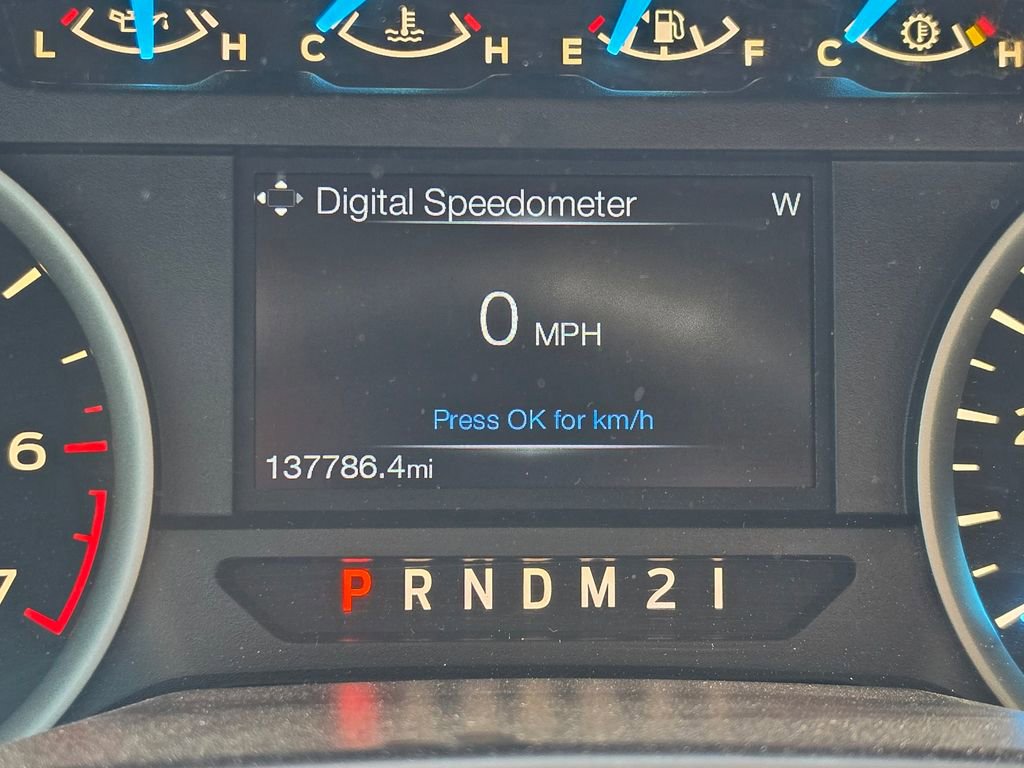 L H C H E F C H
Digital Speedometer W
0 MPH
Press OK for km/h
137786.4mi
6
7
P R N D M 2 1